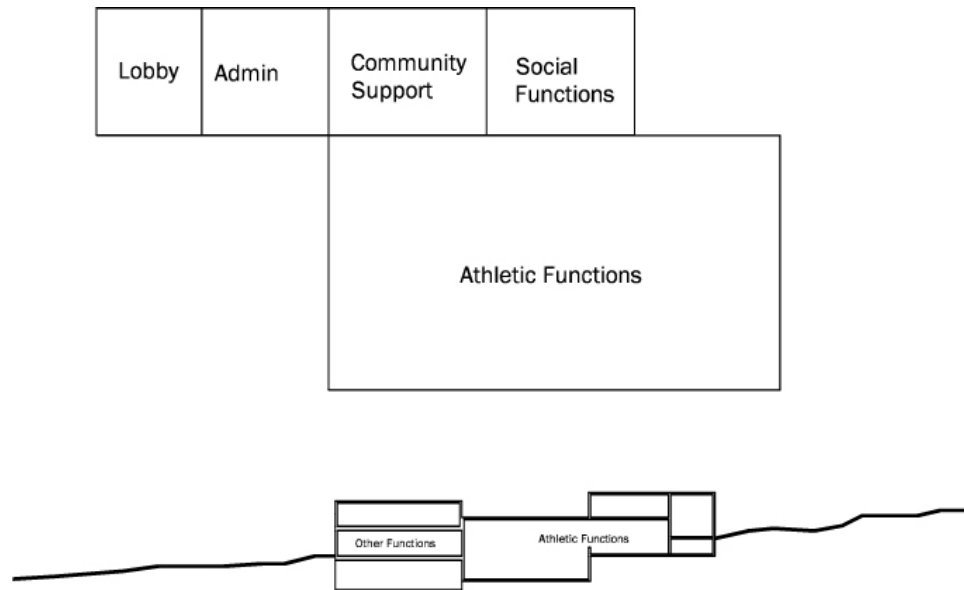 Lobby
Admin
Community
Support
Social
Functions
Athletic Functions
Other Functions
Athletic Functions